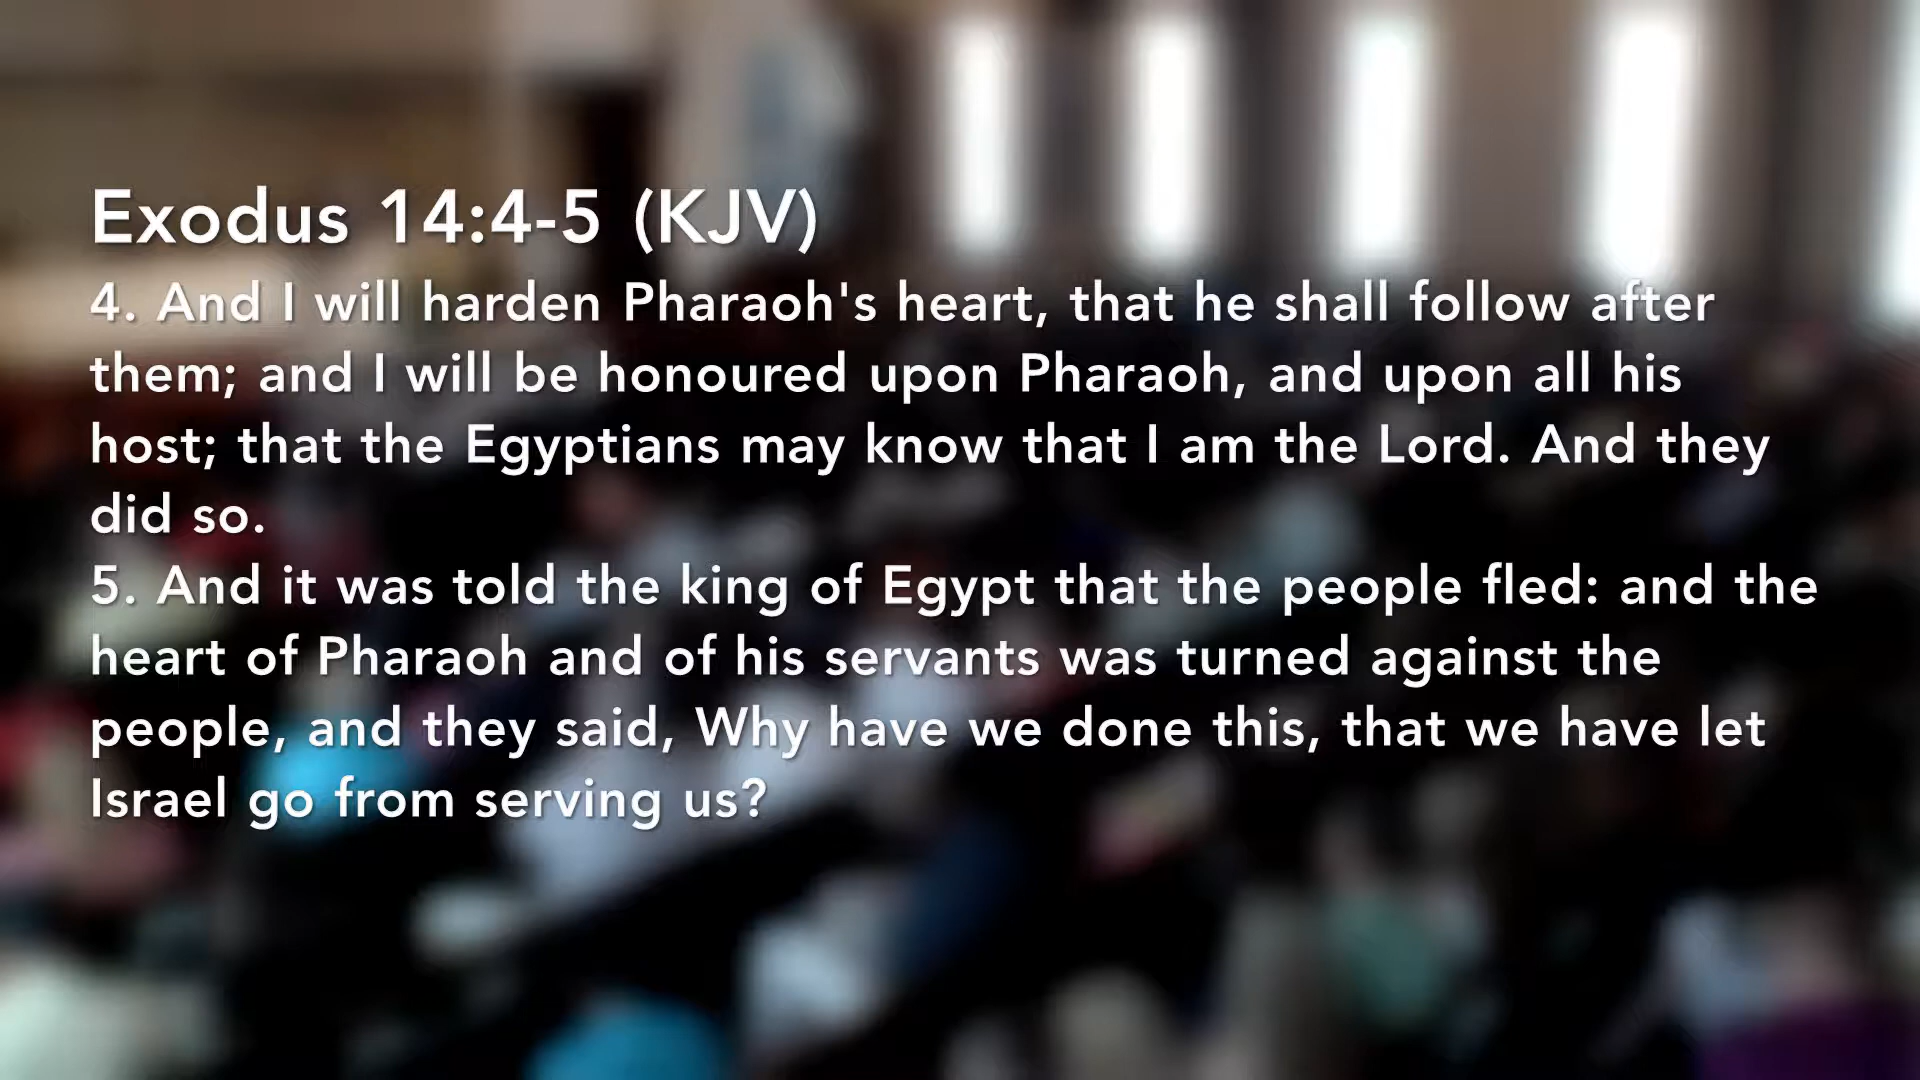 Exodus 14:4-5 (KJV)
4. And I will harden Pharaoh's heart, that he shall follow after
them; and I will be honoured upon Pharaoh, and upon all his
host; that the Egyptians may know that I am the Lord. And they
did so.
5. And it was told the king of Egypt that the people fled: and the
heart of Pharaoh and of his servants was turned against the
people, and they said, Why have we done this, that we have let
Israel go from serving us?